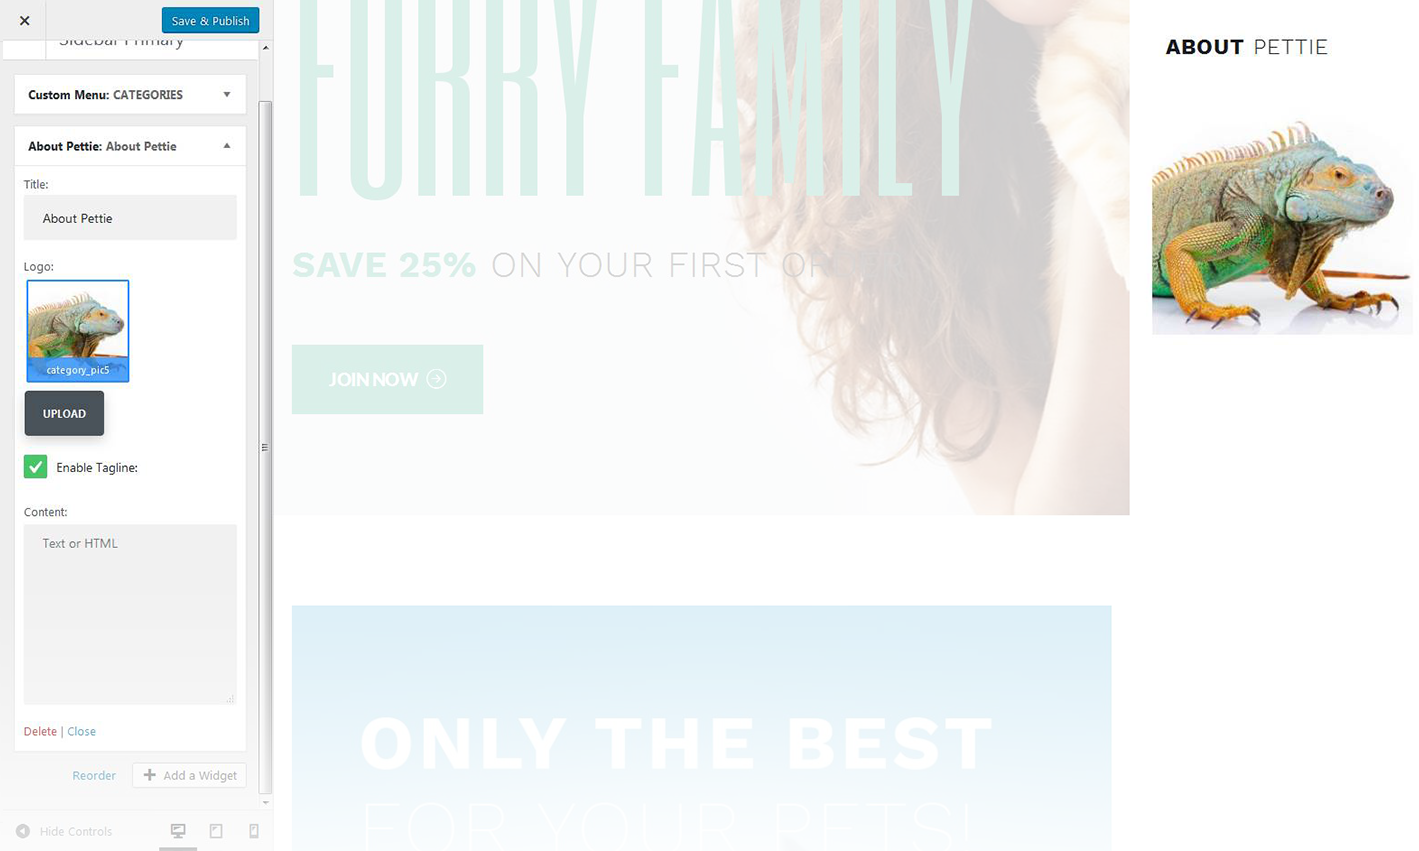 Save & Publish
Sidebar Primary
Custom Menu: CATEGORIES
About Pettie: About Pettie
Title:
About Pettie
Logo:
category_pic5
UPLOAD
Enable Tagline:
Content:
Text or HTML
Delete | Close
Reorder
Add a Widget
Hide Controls
FURRY FAMILY
SAVE 25% ON YOUR FIRST
JOIN NOW
ONLY THE BEST
FOR YOUR PETS!
ABOUT PETTIE